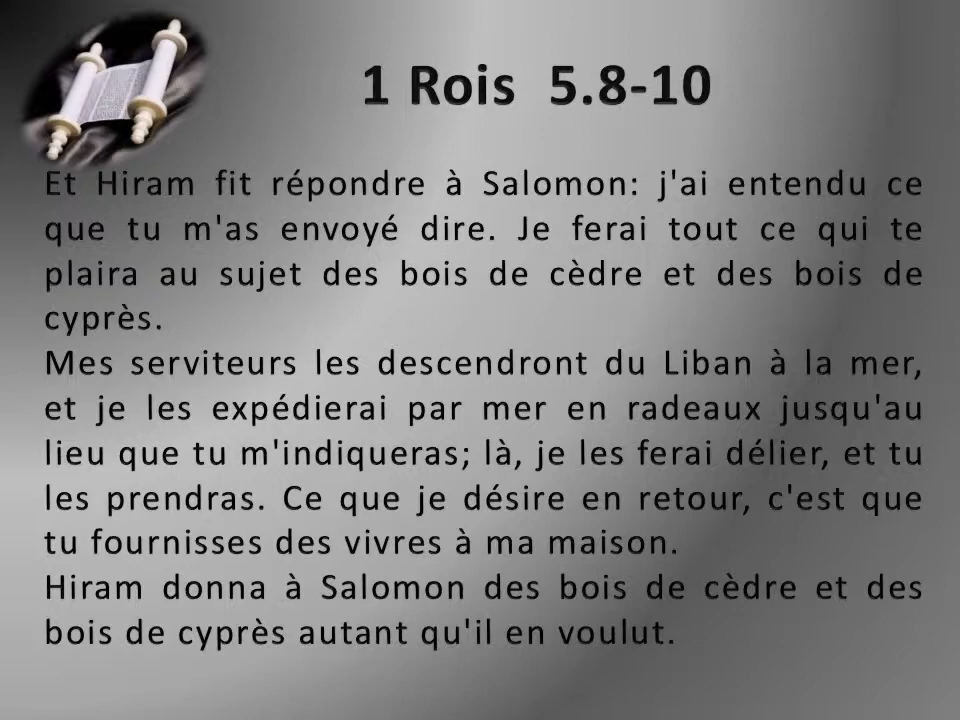 1 Rois 5.8-10
Et Hiram fit répondre à Salomon: j'ai entendu ce
que tu m'as envoyé dire. Je ferai tout ce qui te
plaira au sujet des bois de cèdre et des bois de
cyprès.
Mes serviteurs les descendront du Liban à la mer,
et je les expédierai par mer en radeaux jusqu'au
lieu que tu m'indiqueras; là, je les ferai délier, et tu
les prendras. Ce que je désire en retour, c'est que
tu fournisses des vivres à ma maison.
Hiram donna à Salomon des bois de cèdre et des
bois de cyprès autant qu'il en voulut.